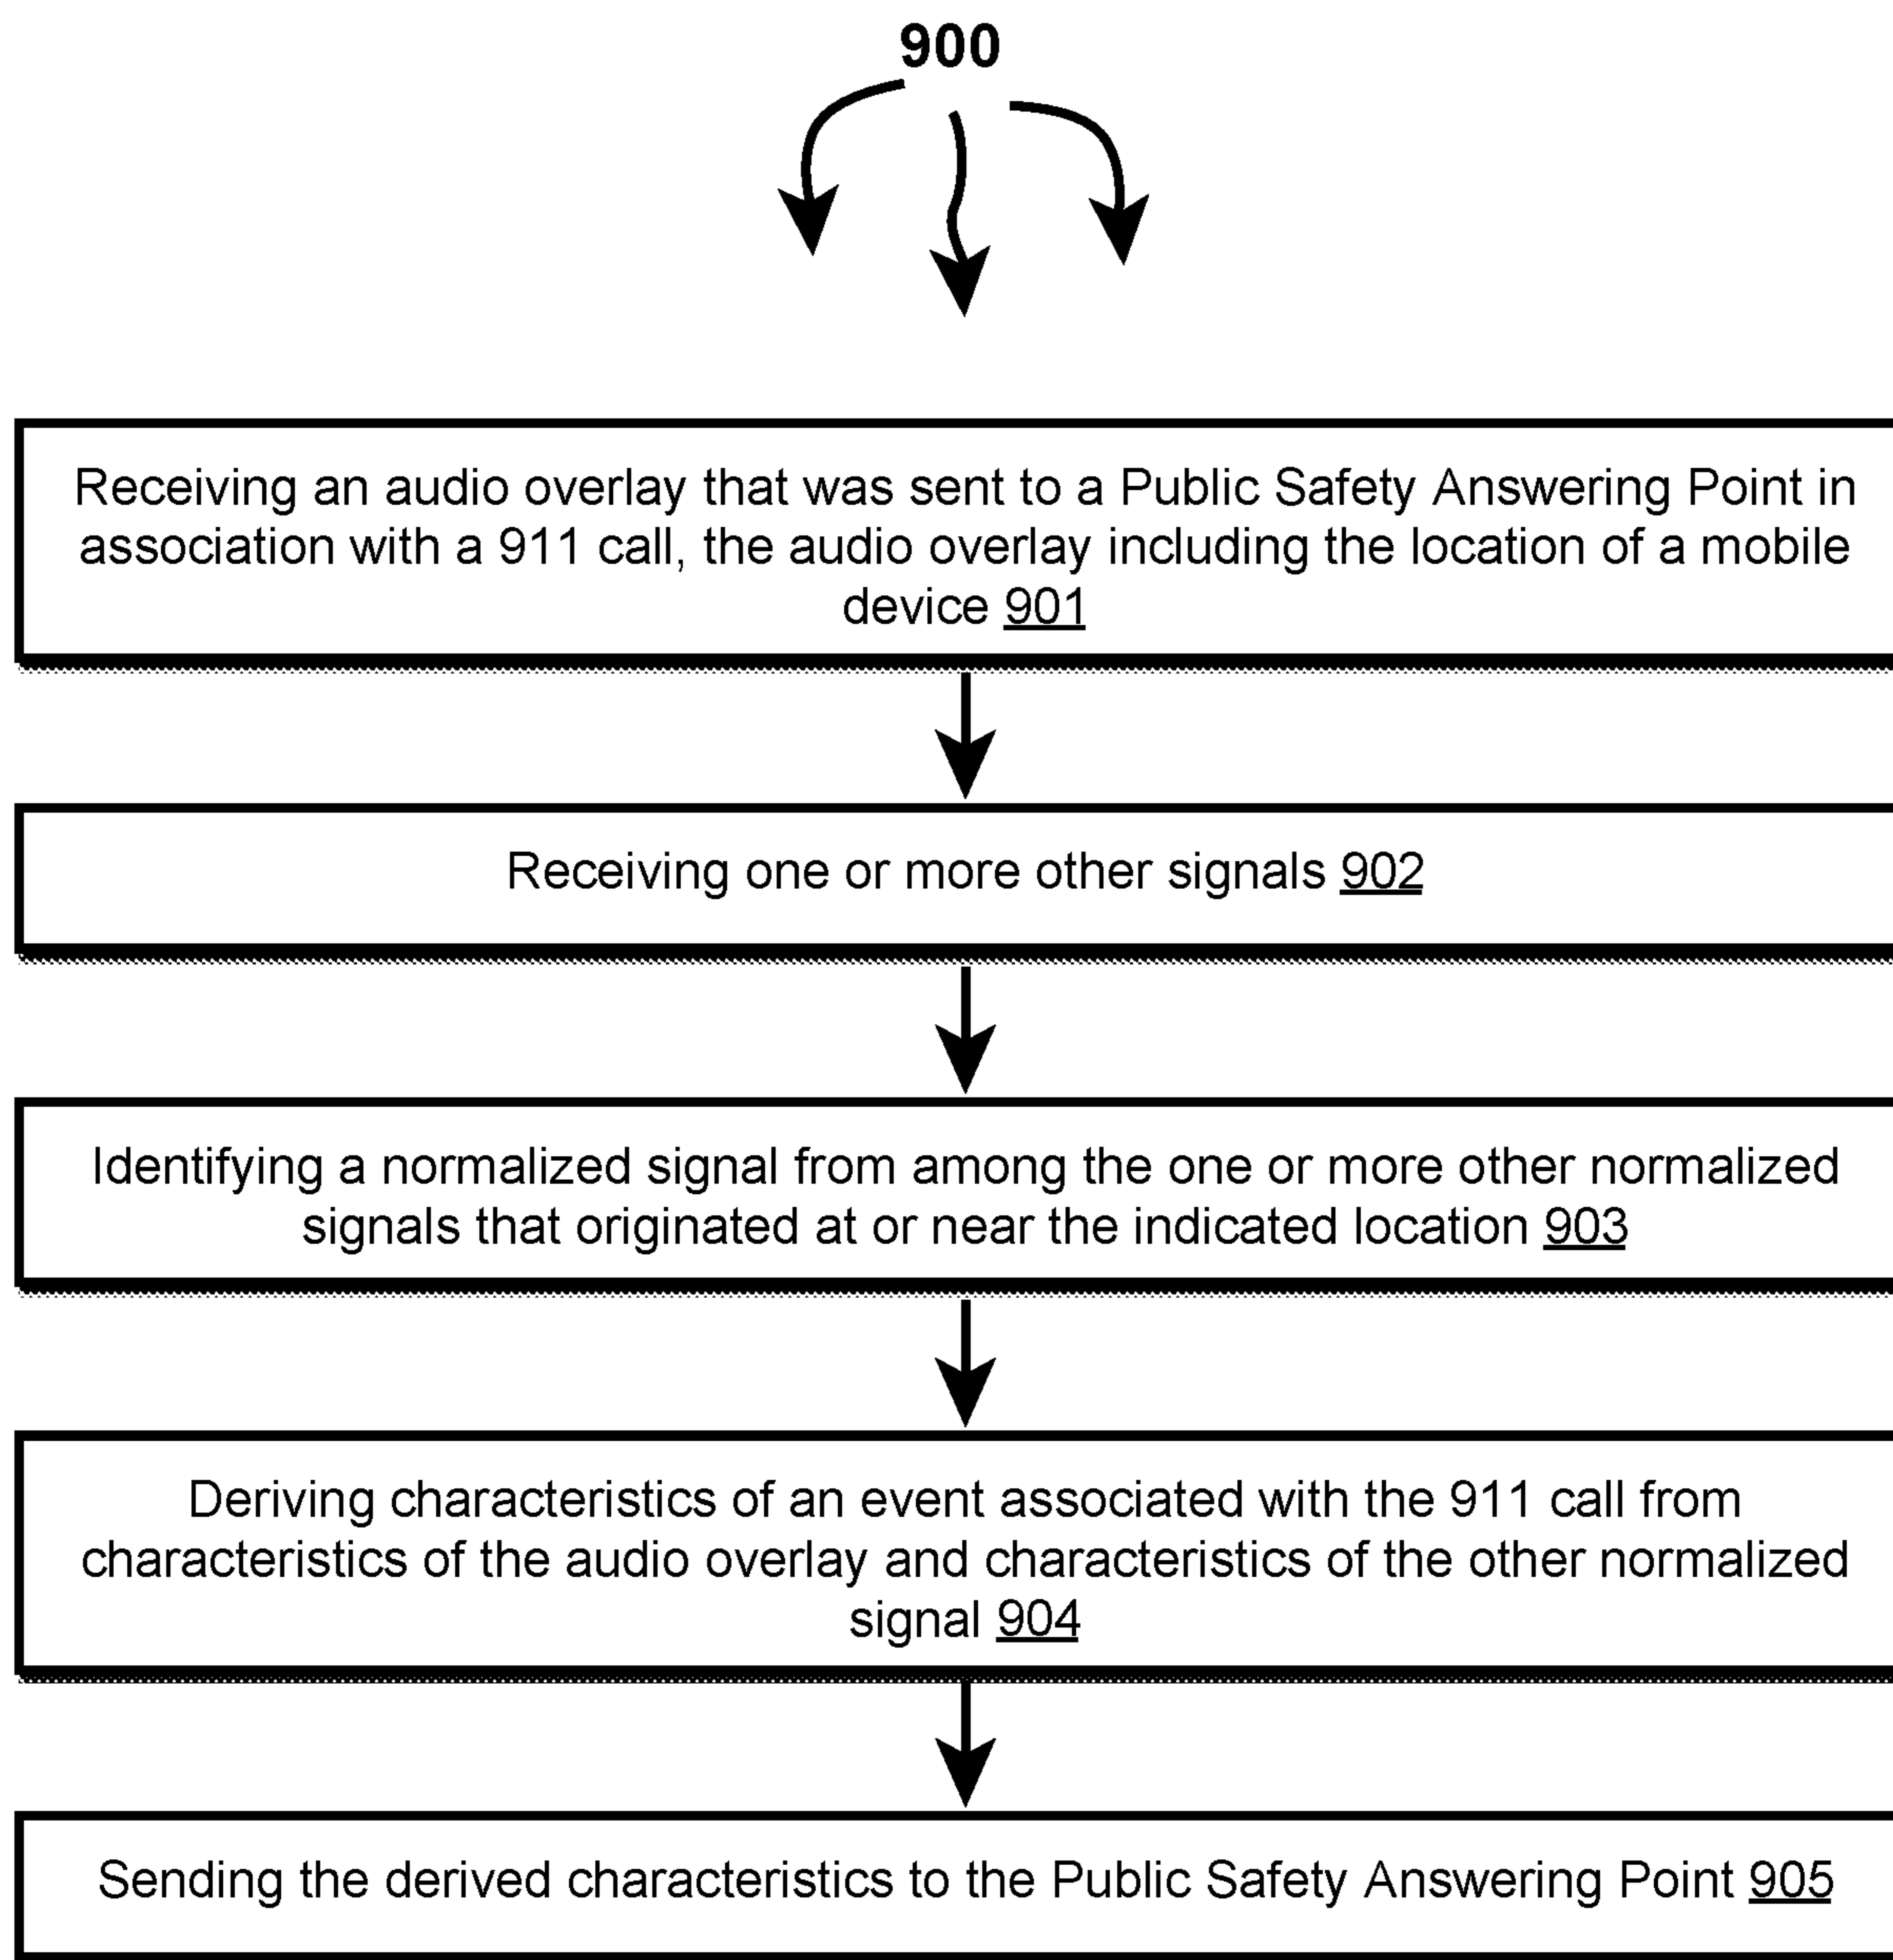 900
Receiving an audio overlay that was sent to a Public Safety Answering Point in
association with a 911 call, the audio overlay including the location of a mobile
device 901
Receiving one or more other signals 902
Identifying a normalized signal from among the one or more other normalized
signals that originated at or near the indicated location 903
Deriving characteristics of an event associated with the 911 call from
characteristics of the audio overlay and characteristics of the other normalized
signal 904
Sending the derived characteristics to the Public Safety Answering Point 905